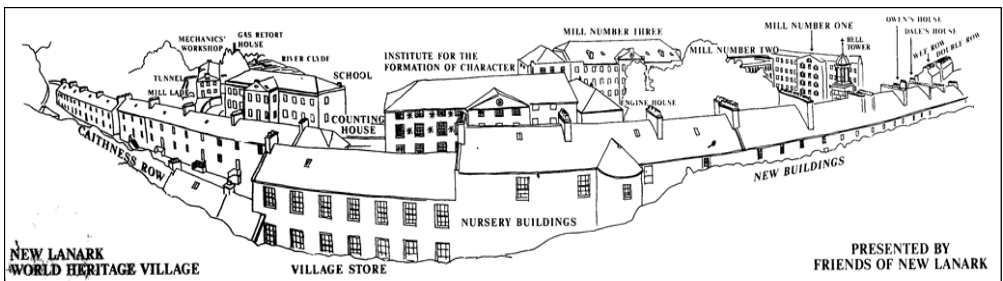 MECHANICS'
WORKSHOP
GAS RETORT
HOUSE
RIVER CLYDE
TUNNEL
MILL LADE
SCHOOL
COUNTING
HOUSE
CAITHNESS ROW
INSTITUTE FOR THE
FORMATION OF CHARACTER
MILL NUMBER THREE
ENGINE HOUSE
MILL NUMBER TWO
MILL NUMBER ONE
BELL
TOWER
OWEN'S HOUSE
DALE'S HOUSE
WEE ROW
DOUBLE ROW
NEW BUILDINGS
NURSERY BUILDINGS
VILLAGE STORE
NEW LANARK
WORLD HERITAGE VILLAGE
PRESENTED BY
FRIENDS OF NEW LANARK